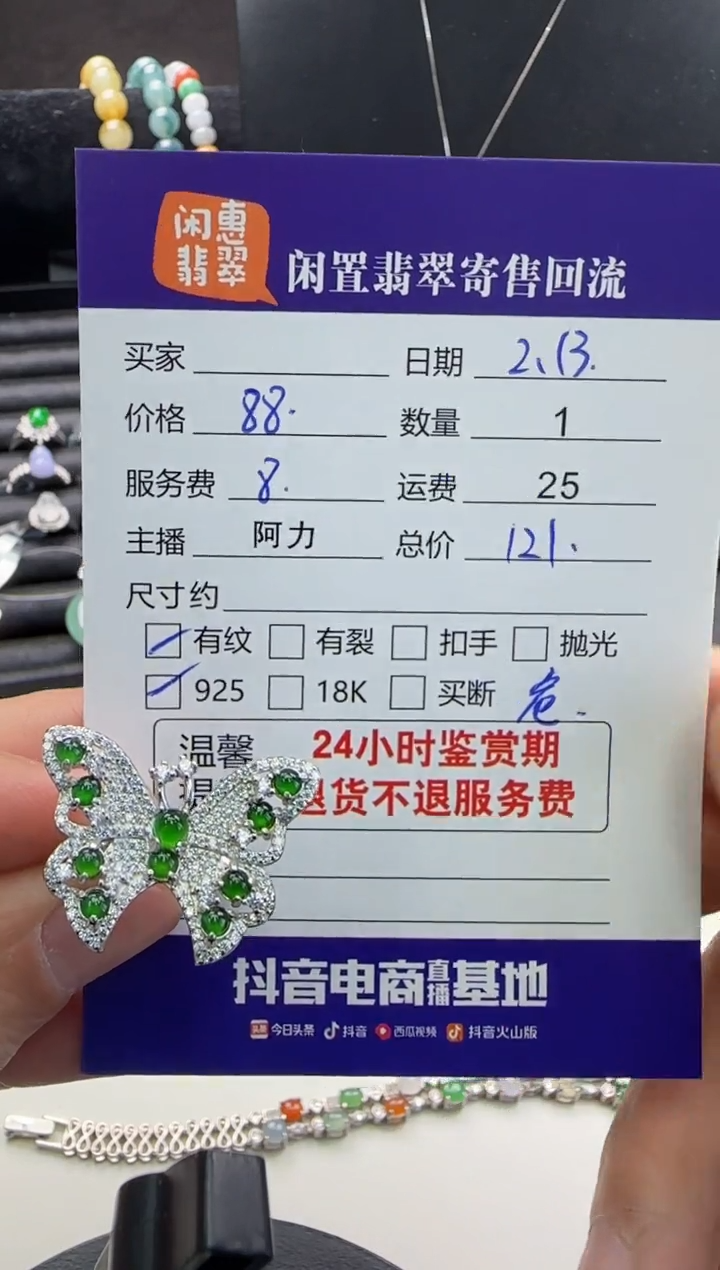 闲惠
翡翠
闲置翡翠寄售回流
买家 日期 2、13.
价格 88. 数量 1
服务费 8. 运费 25
主播 阿力 总价 121.
尺寸约
有纹 有裂 扣手 抛光
925 18K 买断
温馨 24小时鉴赏期
退货不退服务费
抖音电商直播基地
头条 今日头条 抖音 西瓜视频 抖音火山版